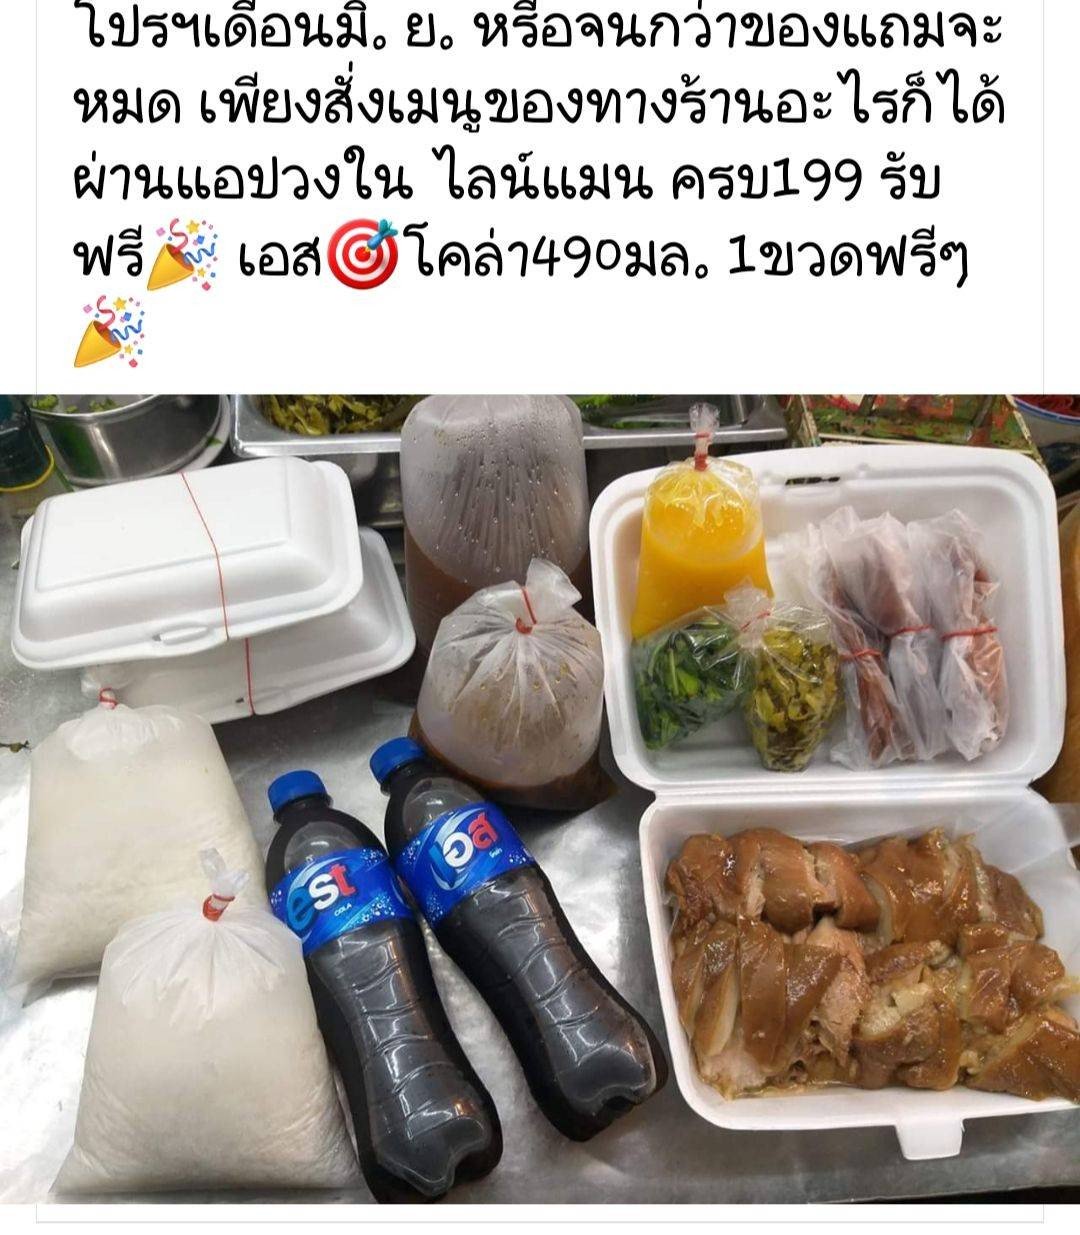 โปรฯเดือนมิ. ย. หรือจนกว่าของแถมจะ
หมด เพียงสั่งเมนูของทางร้านอะไรก็ได้
ผ่านแอปวงใน ไลน์แมน ครบ199 รับ
ฟรี🎉 เอส🎯โคล่า490มล. 1ขวดฟรีๆ
🎉
est
COLA
เอส
โคล่า